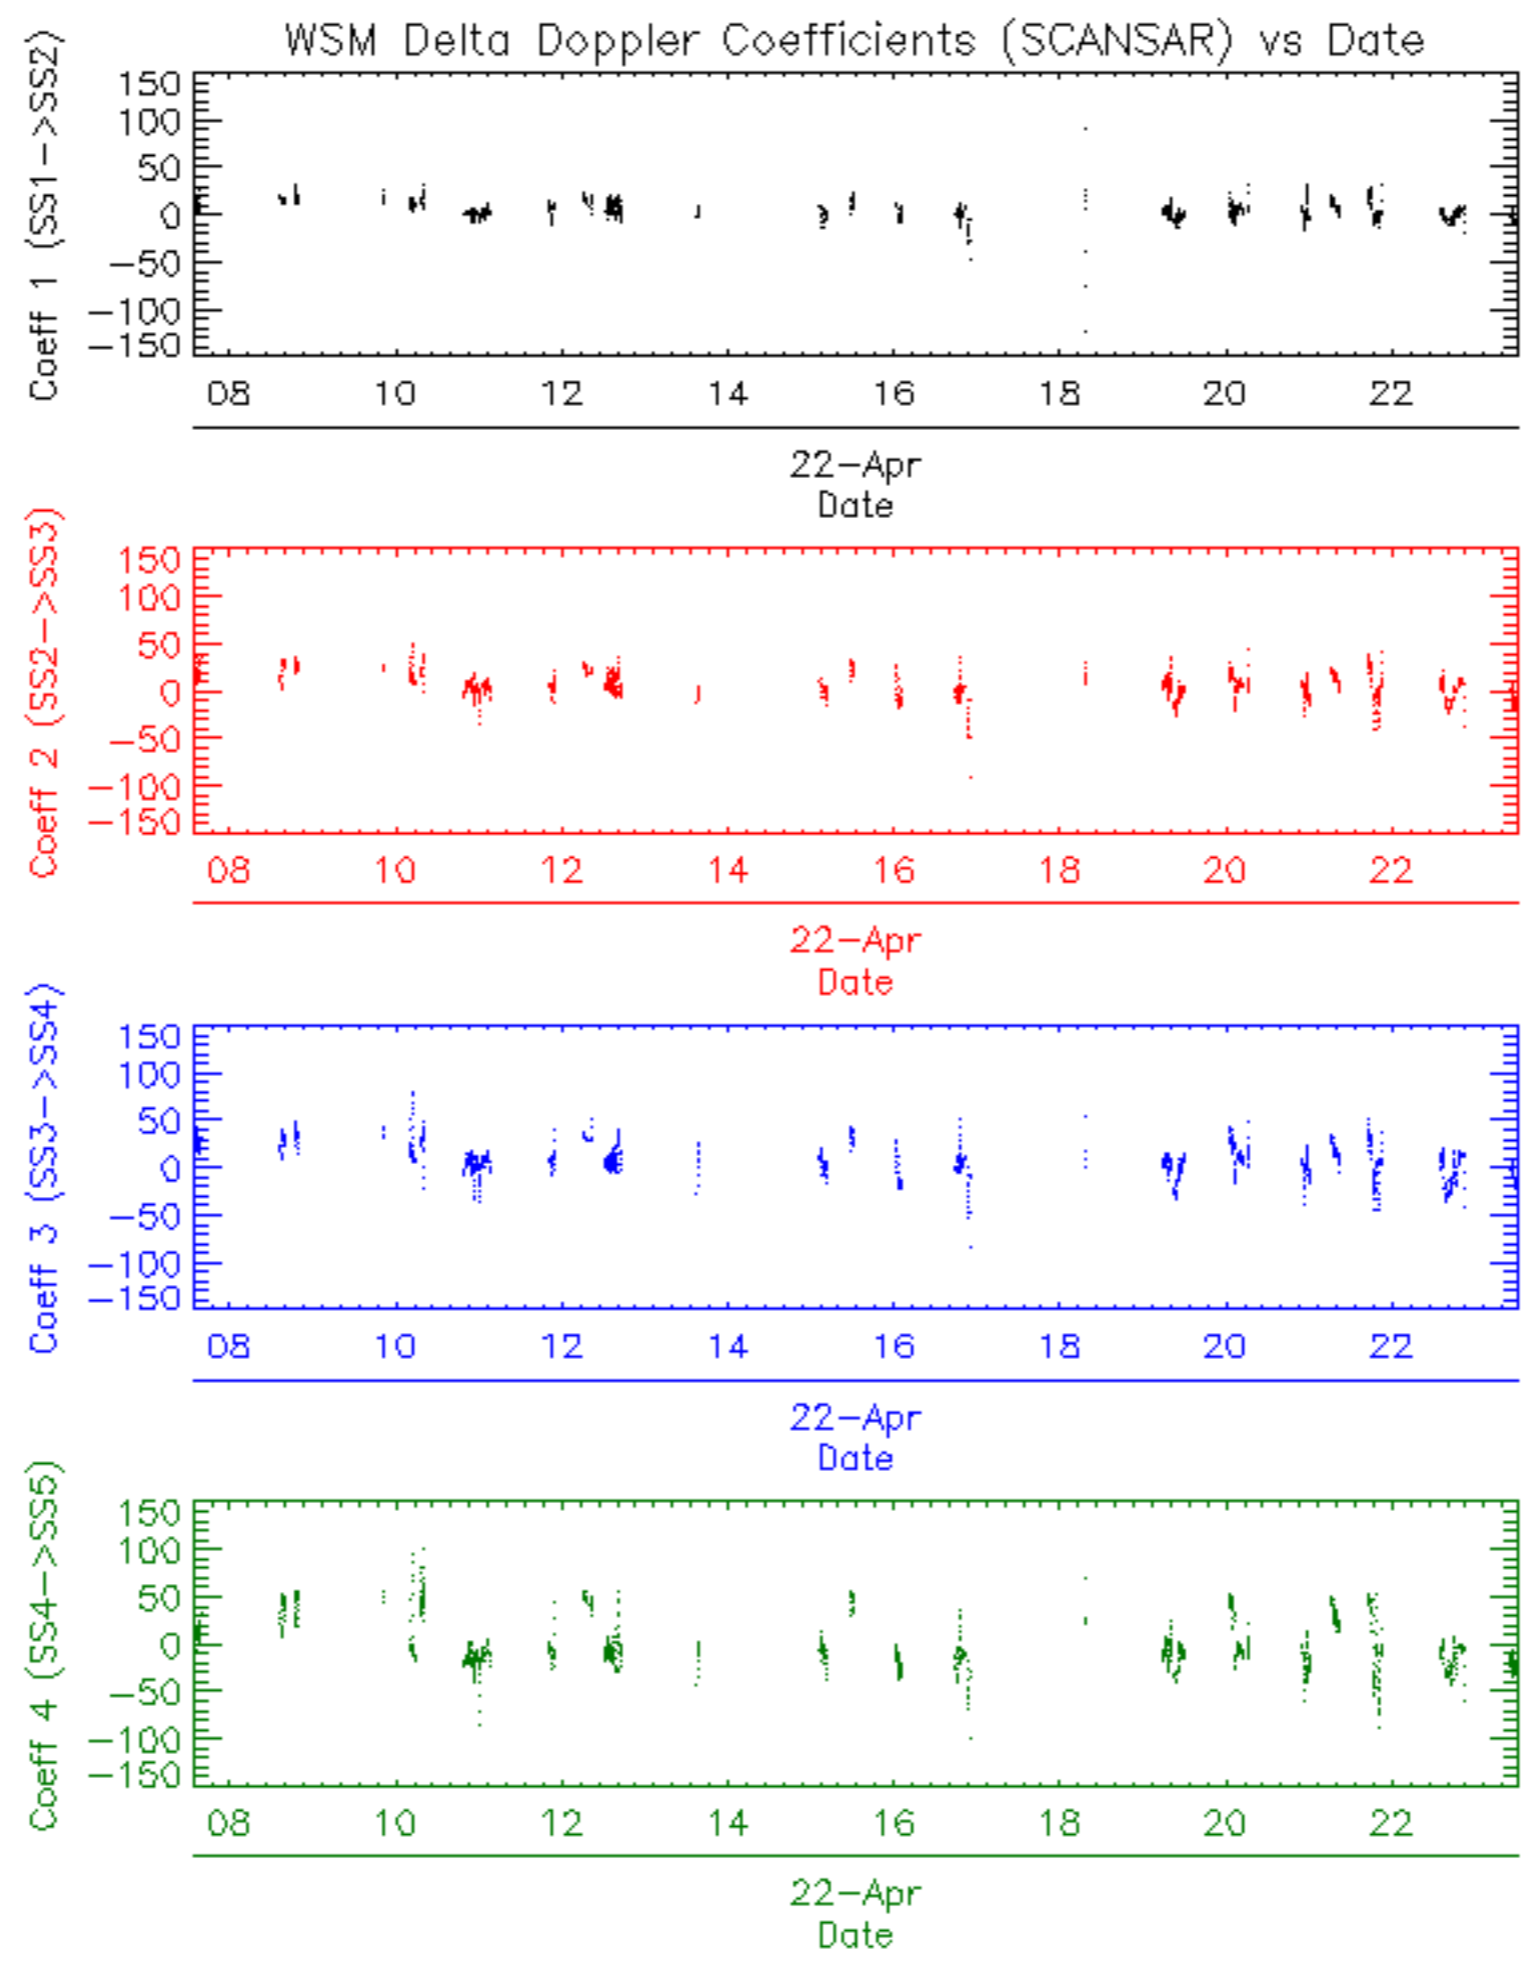 WSM Delta Doppler Coefficients (SCANSAR) vs Date
Coeff 1 (SS1->SS2)
150
100
50
0
-50
-100
-150
08 10 12 14 16 18 20 22
22-Apr
Date
Coeff 2 (SS2->SS3)
150
100
50
0
-50
-100
-150
08 10 12 14 16 18 20 22
22-Apr
Date
Coeff 3 (SS3->SS4)
150
100
50
0
-50
-100
-150
08 10 12 14 16 18 20 22
22-Apr
Date
Coeff 4 (SS4->SS5)
150
100
50
0
-50
-100
-150
08 10 12 14 16 18 20 22
22-Apr
Date